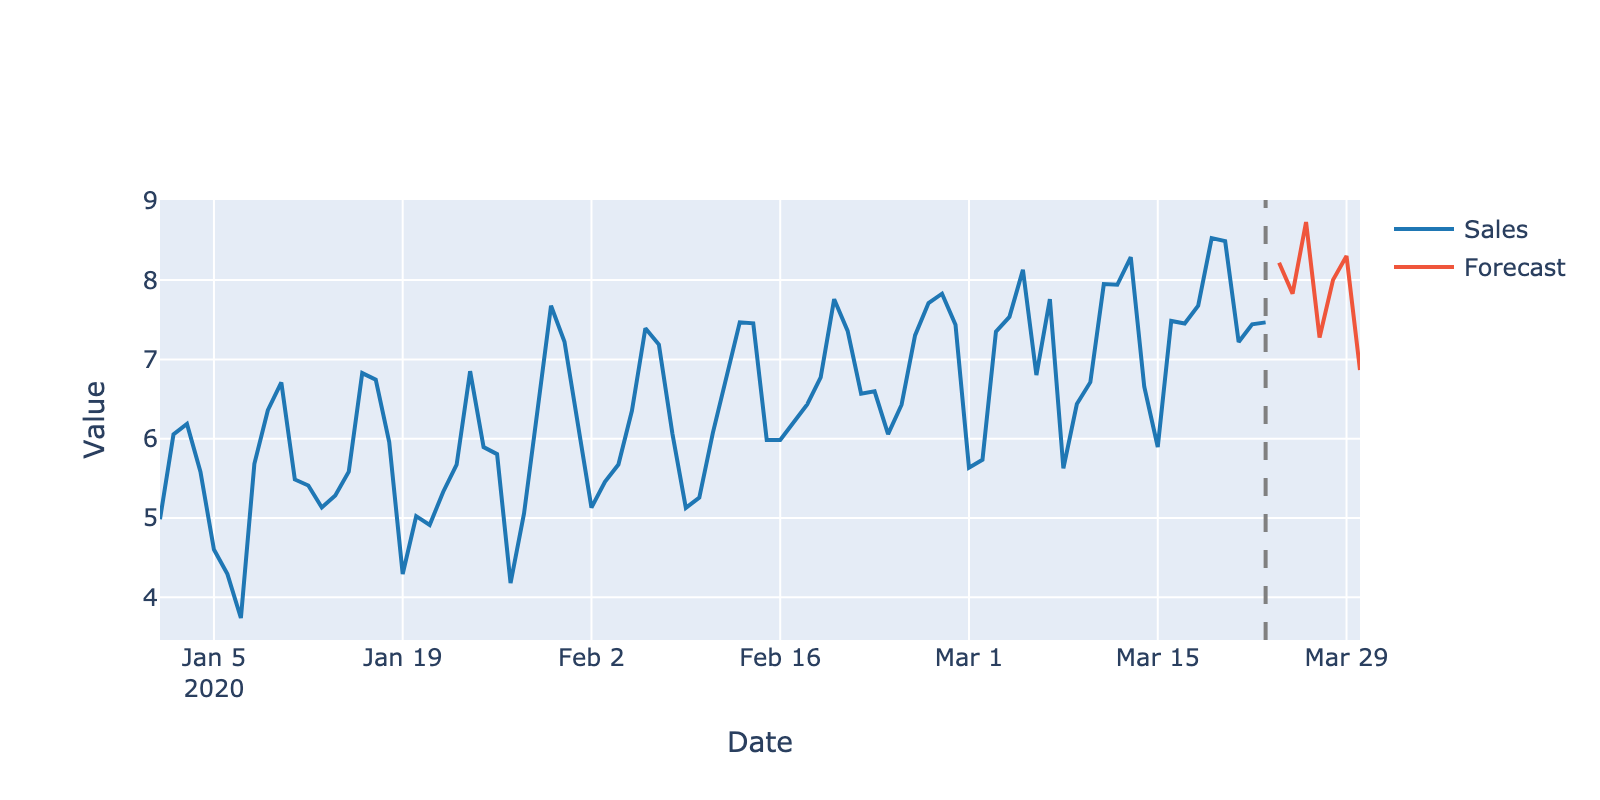 Sales
Forecast
Value
9
8
7
6
5
4
Jan 5
2020
Jan 19
Feb 2
Feb 16
Mar 1
Mar 15
Mar 29
Date